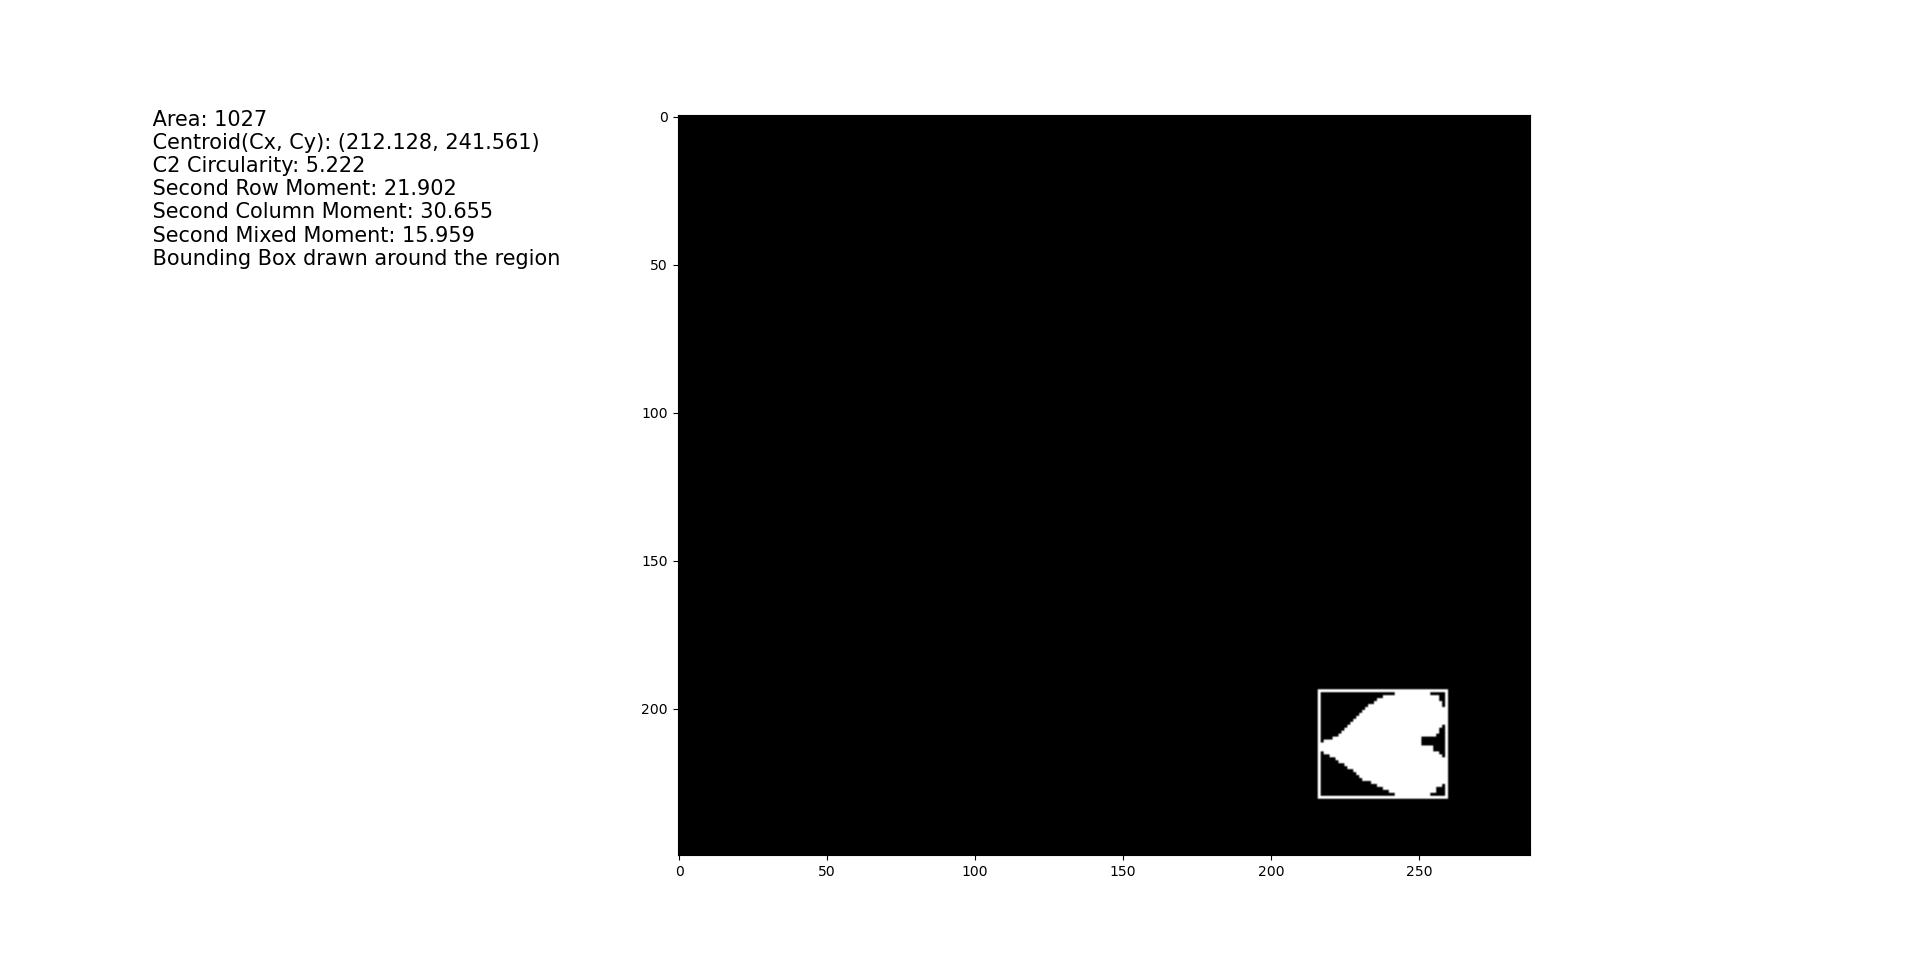 Area: 1027
Centroid(Cx, Cy): (212.128, 241.561)
C2 Circularity: 5.222
Second Row Moment: 21.902
Second Column Moment: 30.655
Second Mixed Moment: 15.959
Bounding Box drawn around the region
0
50
100
150
200
0 50 100 150 200 250